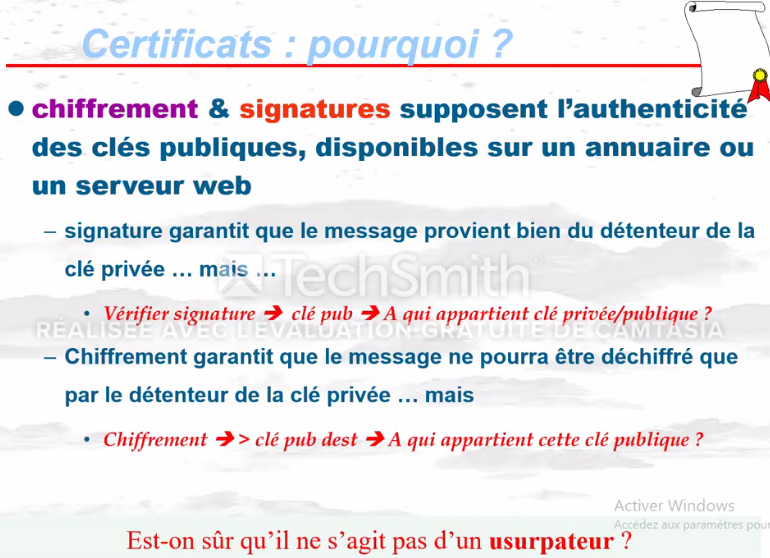 Certificats : pourquoi ?
chiffrement & signatures supposent l'authenticité
des clés publiques, disponibles sur un annuaire ou
un serveur web
– signature garantit que le message provient bien du détenteur de la
clé privée … mais …
TechSmith®
• Vérifier signature ➔ clé pub ➔ A qui appartient clé privée/publique ?
RÉALISÉE AVEC L'ÉVALUATION GRATUITE DE CAMTASIA
– Chiffrement garantit que le message ne pourra être déchiffré que
par le détenteur de la clé privée … mais
• Chiffrement ➔ > clé pub dest ➔ A qui appartient cette clé publique ?
Activer Windows
Accédez aux paramètres pour
Est-on sûr qu'il ne s'agit pas d'un usurpateur ?